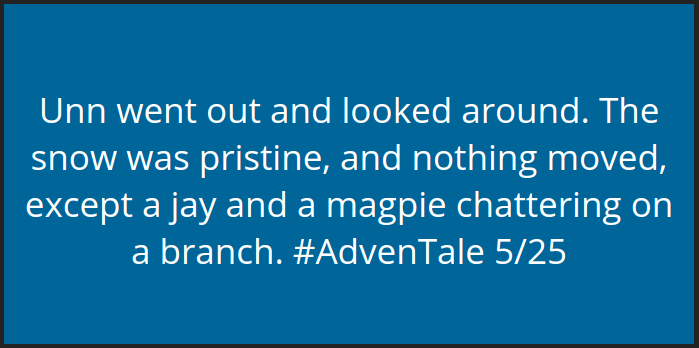 Unn went out and looked around. The
snow was pristine, and nothing moved,
except a jay and a magpie chattering on
a branch. #AdvenTale 5/25